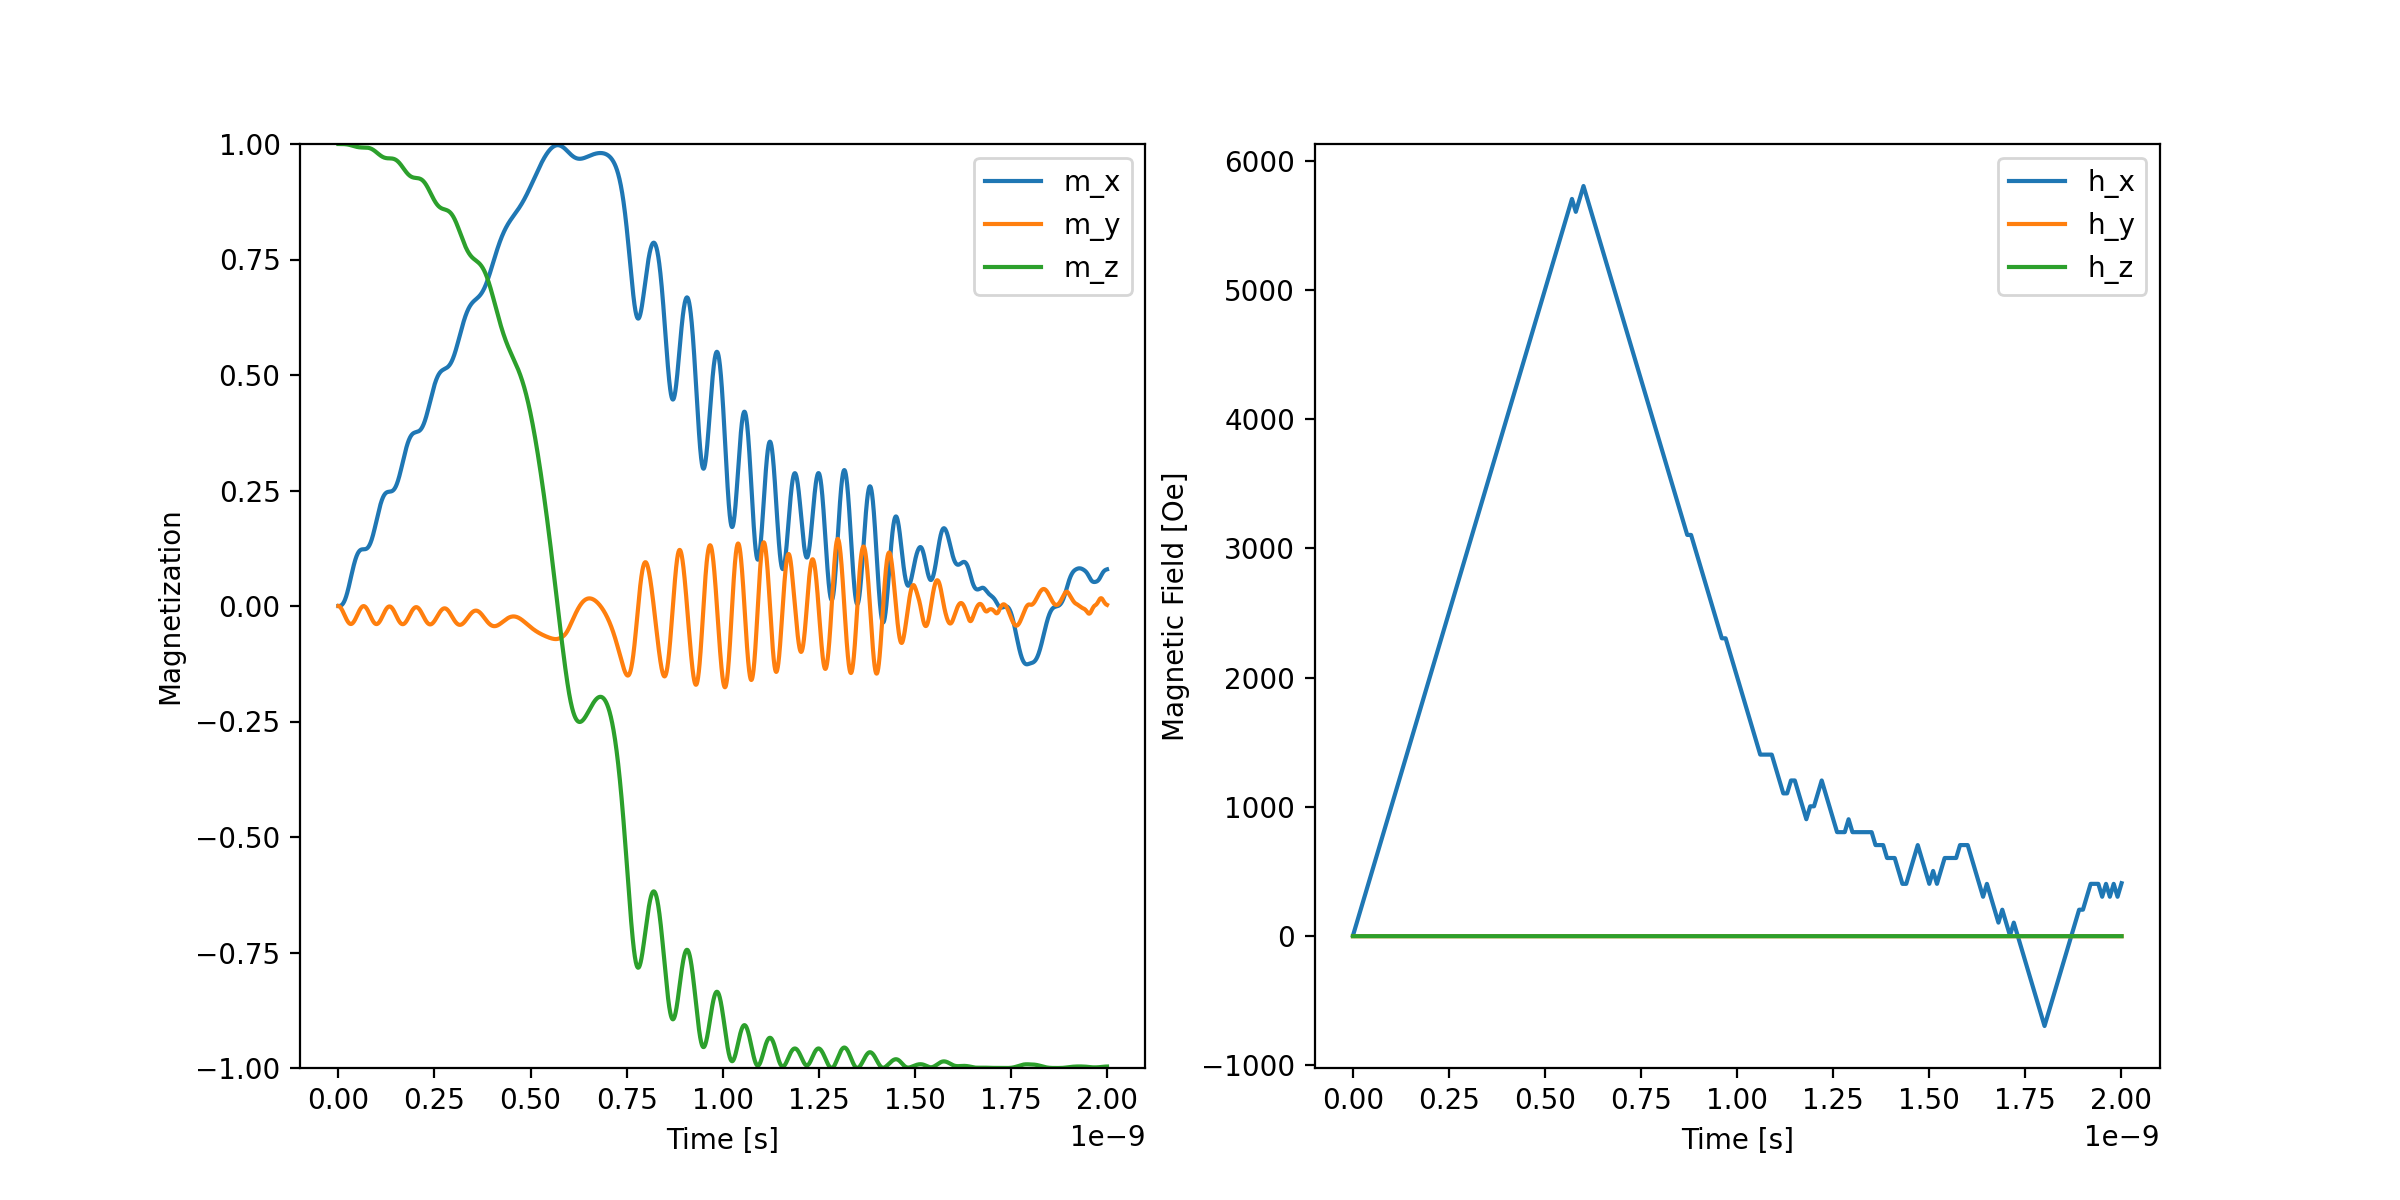 Magnetization
1.00
0.75
0.50
0.25
0.00
−0.25
−0.50
−0.75
−1.00
m_x
m_y
m_z
0.00 0.25 0.50 0.75 1.00 1.25 1.50 1.75 2.00
1e−9
Time [s]
Magnetic Field [Oe]
6000
5000
4000
3000
2000
1000
0
−1000
h_x
h_y
h_z
0.00 0.25 0.50 0.75 1.00 1.25 1.50 1.75 2.00
1e−9
Time [s]